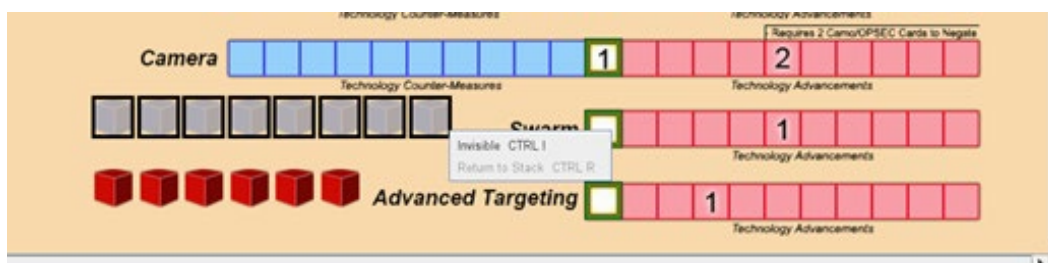 Technology Counter-Measures Technology Advancements
- Requires 2 Camo/OPSEC Cards to Negate
Camera 1 2
Technology Counter-Measures Technology Advancements
Swarm 1
Invisible CTRL I
Return to Stack CTRL R
Technology Advancements
Advanced Targeting 1
Technology Advancements